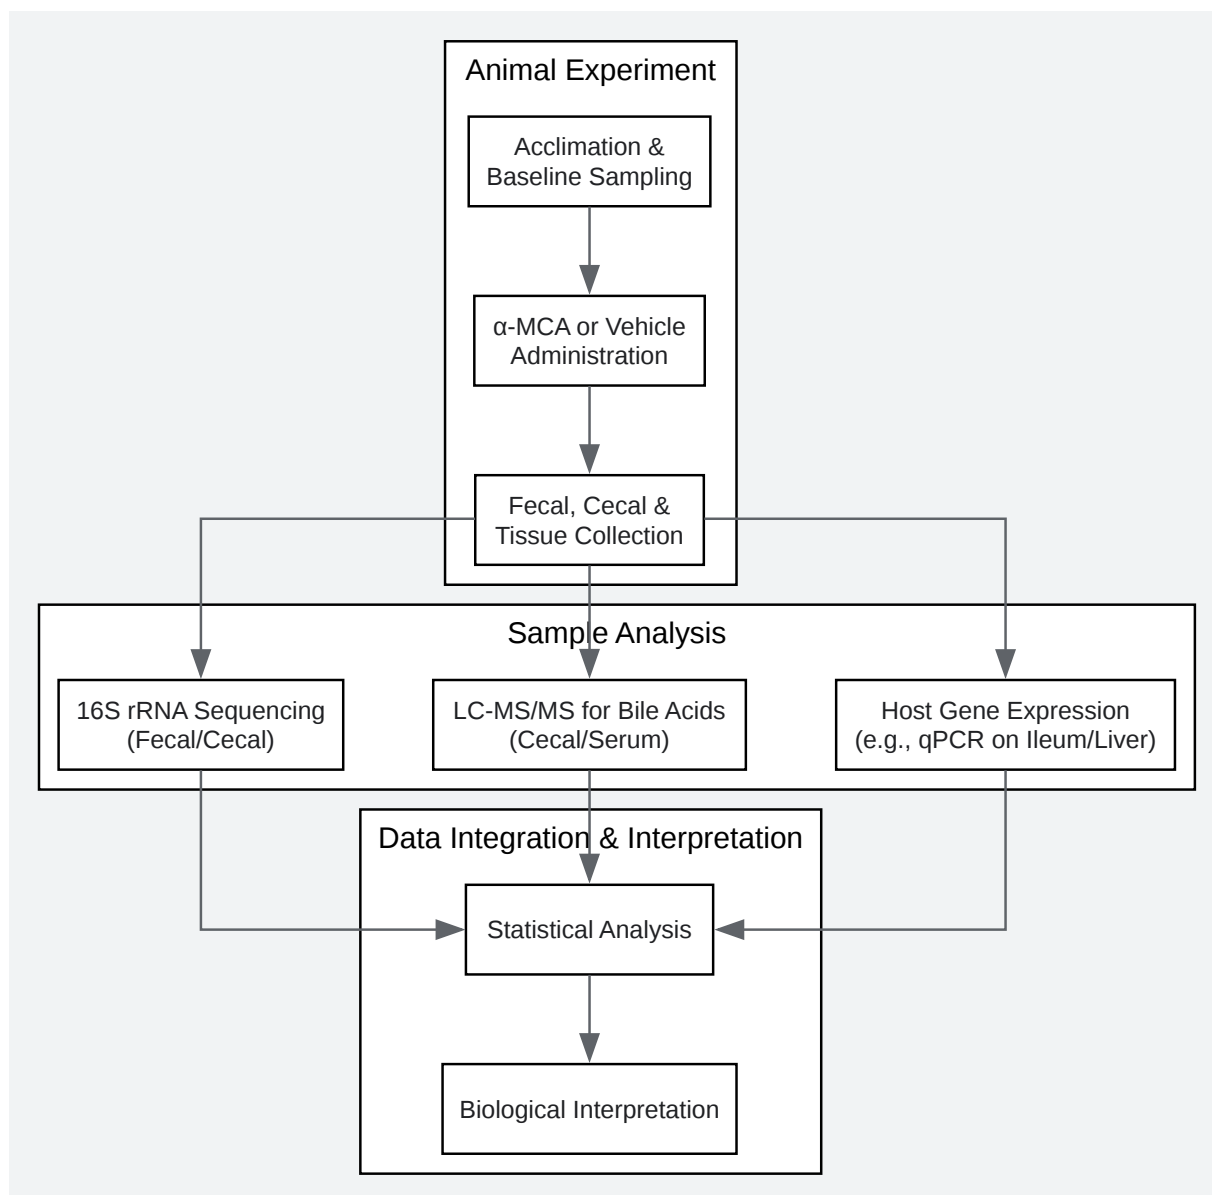 Animal Experiment
Acclimation &
Baseline Sampling
α-MCA or Vehicle
Administration
Fecal, Cecal &
Tissue Collection
Sample Analysis
16S rRNA Sequencing
(Fecal/Cecal)
LC-MS/MS for Bile Acids
(Cecal/Serum)
Host Gene Expression
(e.g., qPCR on Ileum/Liver)
Data Integration & Interpretation
Statistical Analysis
Biological Interpretation